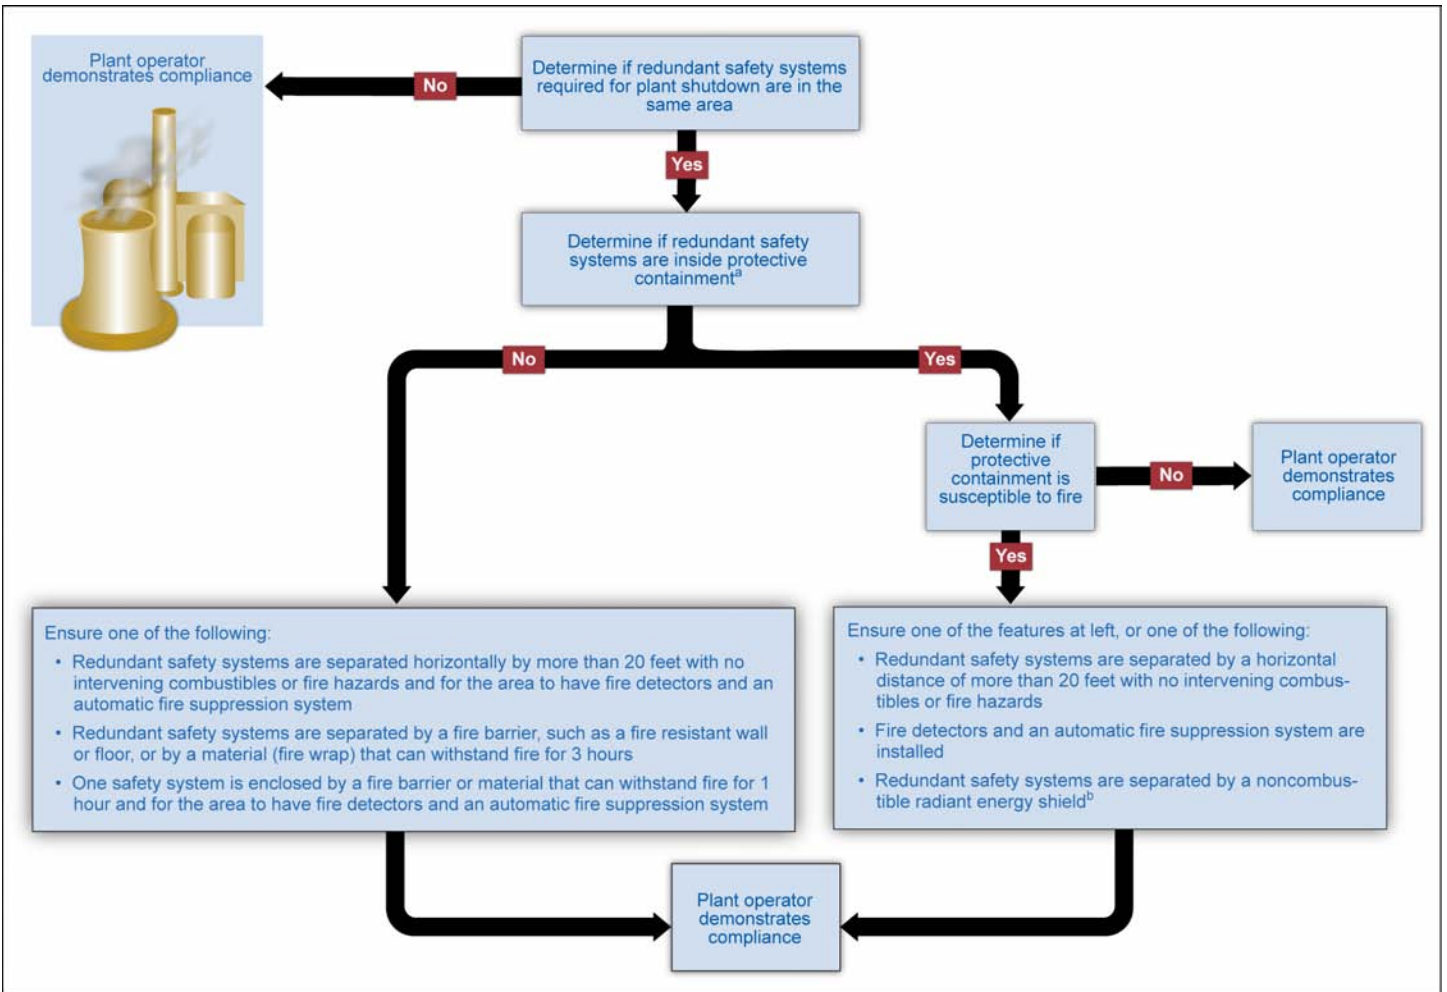 Plant operator
demonstrates compliance
No
Determine if redundant safety systems
required for plant shutdown are in the
same area
Yes
Determine if redundant safety
systems are inside protective
containmentᵃ
No
Yes
Determine if
protective
containment is
susceptible to fire
No
Plant operator
demonstrates
compliance
Yes
Ensure one of the following:
• Redundant safety systems are separated horizontally by more than 20 feet with no
intervening combustibles or fire hazards and for the area to have fire detectors and an
automatic fire suppression system
• Redundant safety systems are separated by a fire barrier, such as a fire resistant wall
or floor, or by a material (fire wrap) that can withstand fire for 3 hours
• One safety system is enclosed by a fire barrier or material that can withstand fire for 1
hour and for the area to have fire detectors and an automatic fire suppression system
Ensure one of the features at left, or one of the following:
• Redundant safety systems are separated by a horizontal
distance of more than 20 feet with no intervening combus-
tibles or fire hazards
• Fire detectors and an automatic fire suppression system are
installed
• Redundant safety systems are separated by a noncombus-
tible radiant energy shieldᵇ
Plant operator
demonstrates
compliance